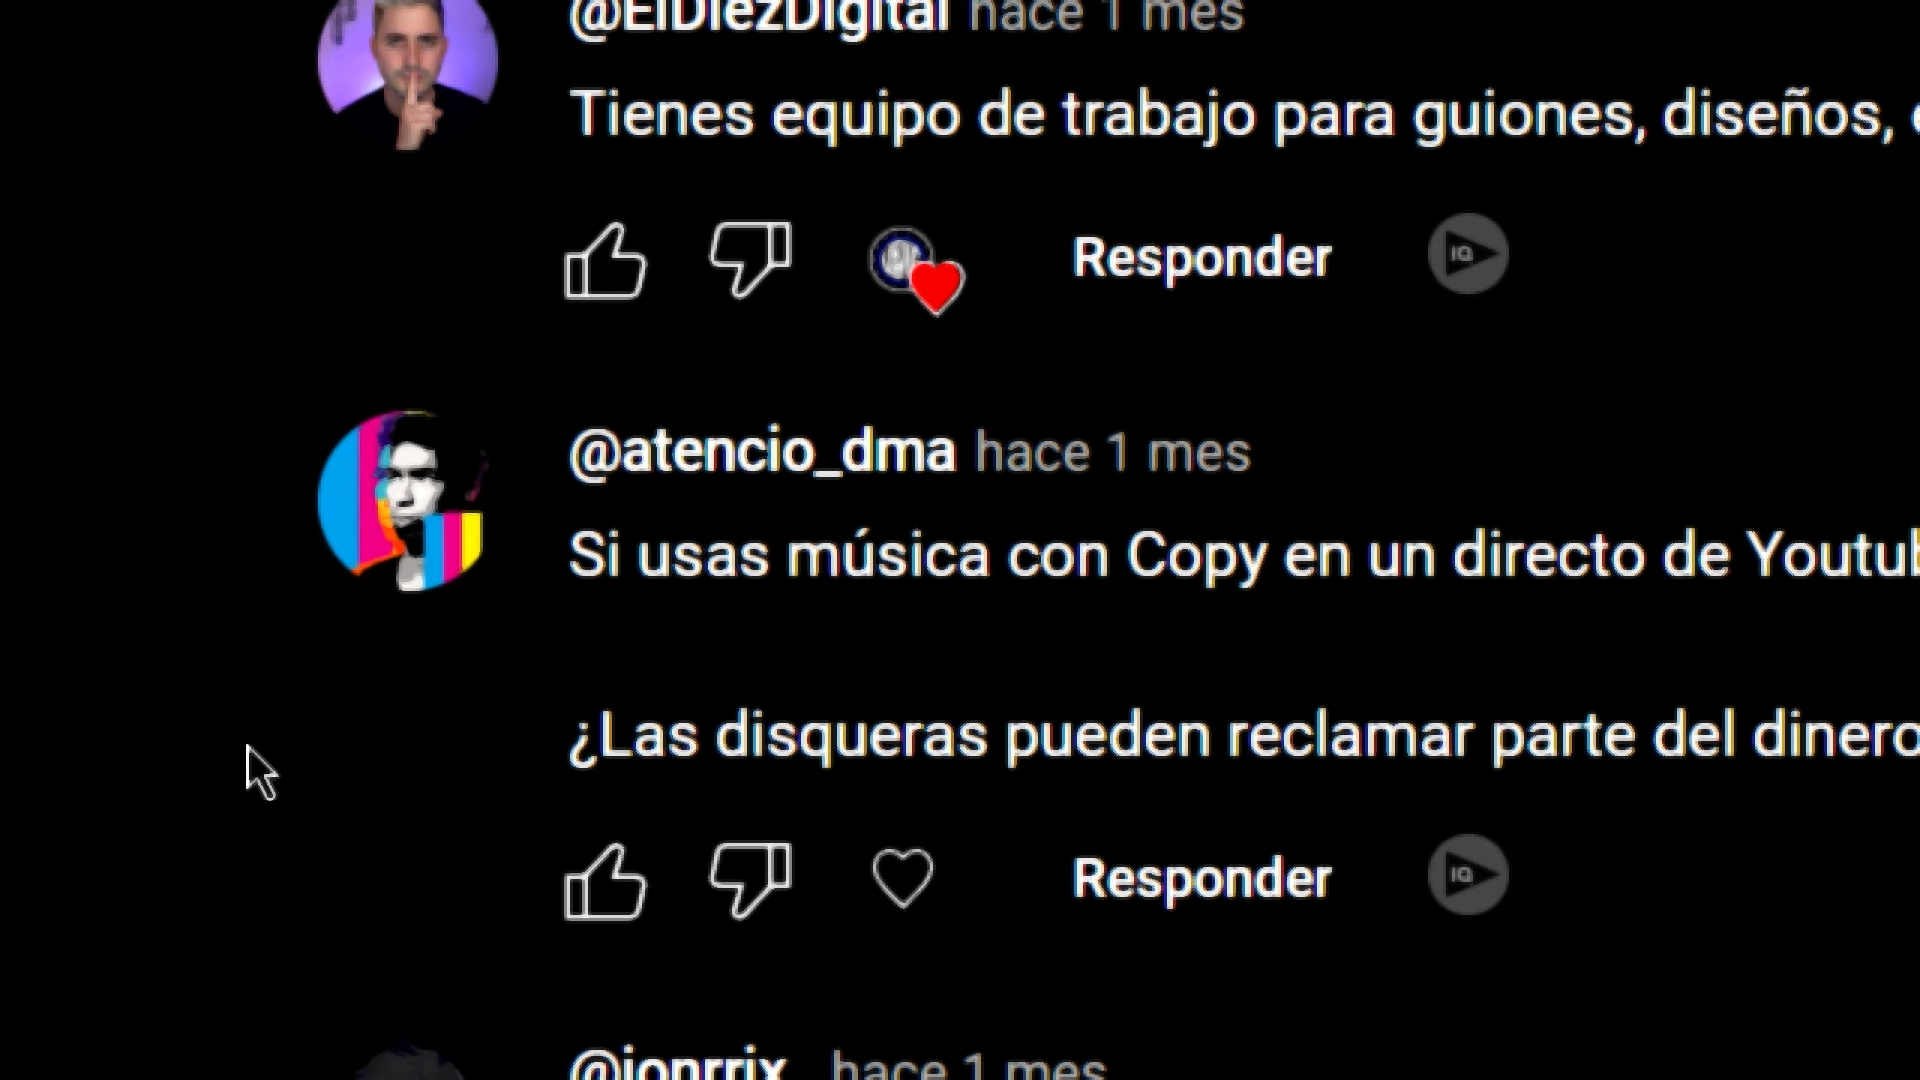 @ElDiezDigital hace 1 mes
Tienes equipo de trabajo para guiones, diseños,
Responder
IQ
@atencio_dma hace 1 mes
Si usas música con Copy en un directo de Youtub
¿Las disqueras pueden reclamar parte del dinero
Responder
IQ
@jonrrix hace 1 mes